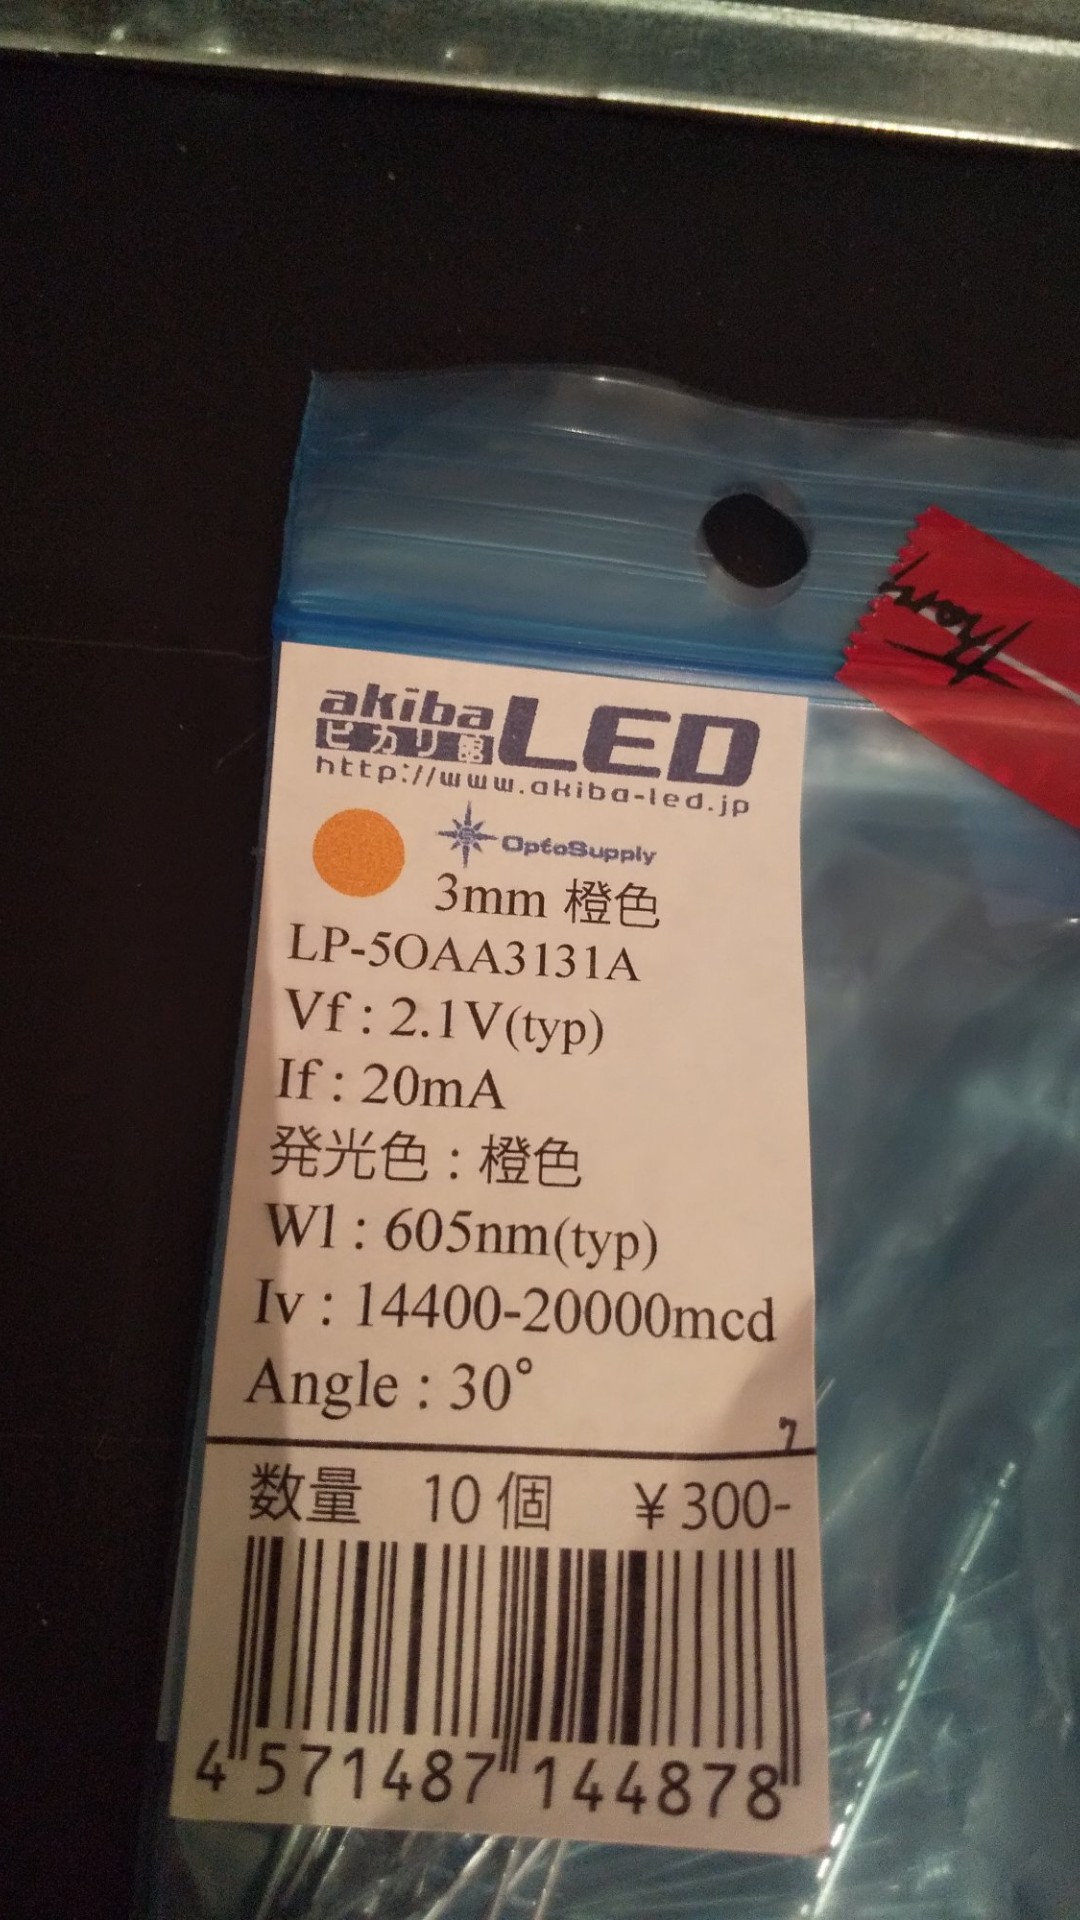 akiba LED
ピカリ館
http://www.akiba-led.jp
OptoSupply
3mm 橙色
LP-5OAA3131A
Vf : 2.1V(typ)
If : 20mA
発光色 : 橙色
Wl : 605nm(typ)
Iv : 14400-20000mcd
Angle : 30°
7
数量 10 個 ¥300-
4 571487 144878